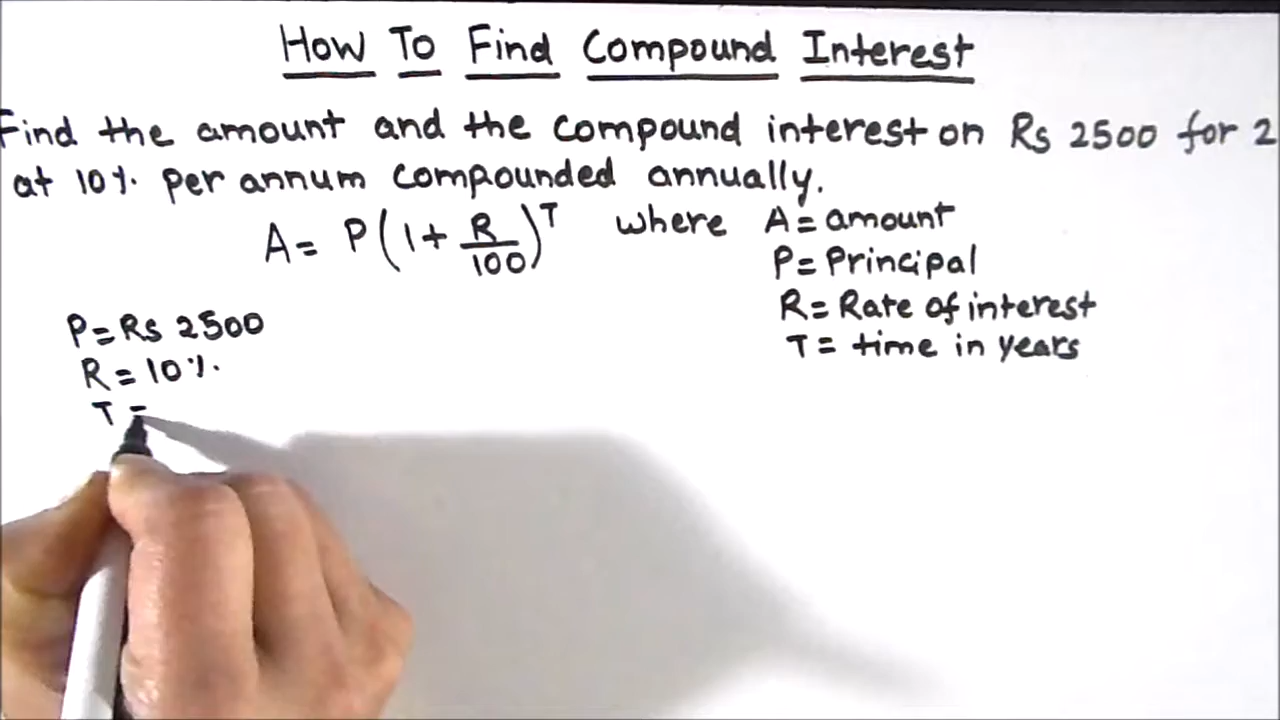 How To Find Compound Interest
Find the amount and the compound interest on Rs 2500 for 2
at 10% per annum compounded annually.
A = P(1 + R/100)^T where A = amount
P = Principal
R = Rate of interest
T = time in years
P = Rs 2500
R = 10%
T =